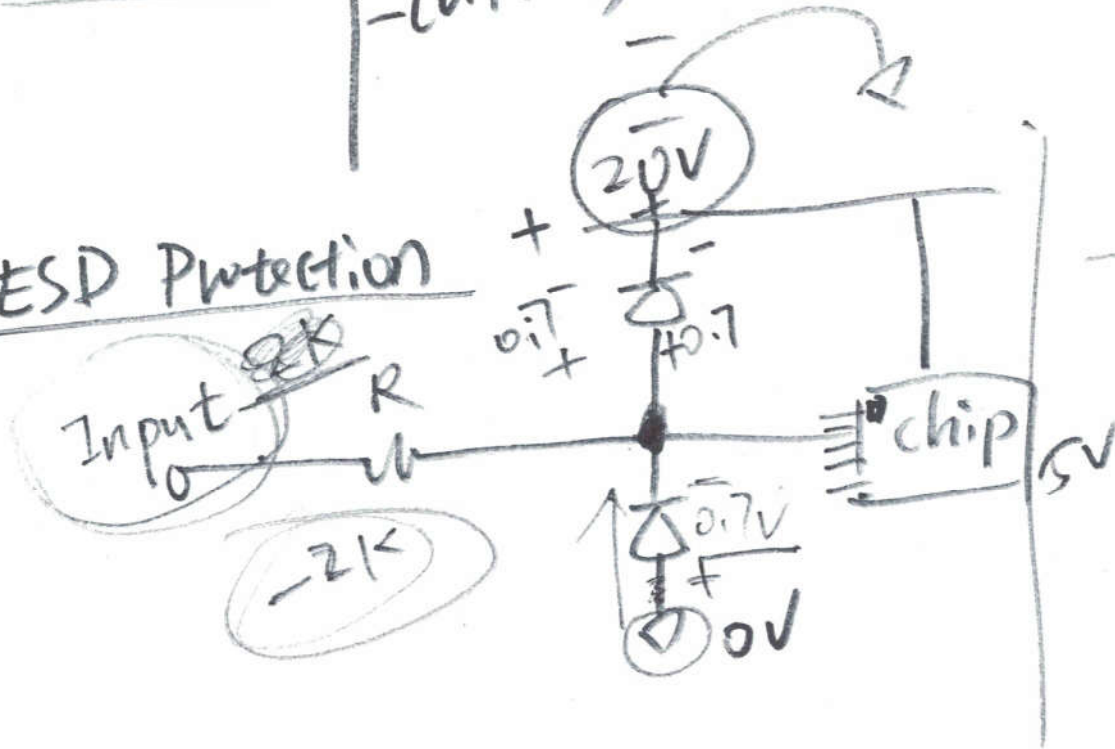 20V
+
-
ESD Protection
0.7
-
+
+0.7
R
Input
chip
5V
-2K
0.7V
-
+
0V